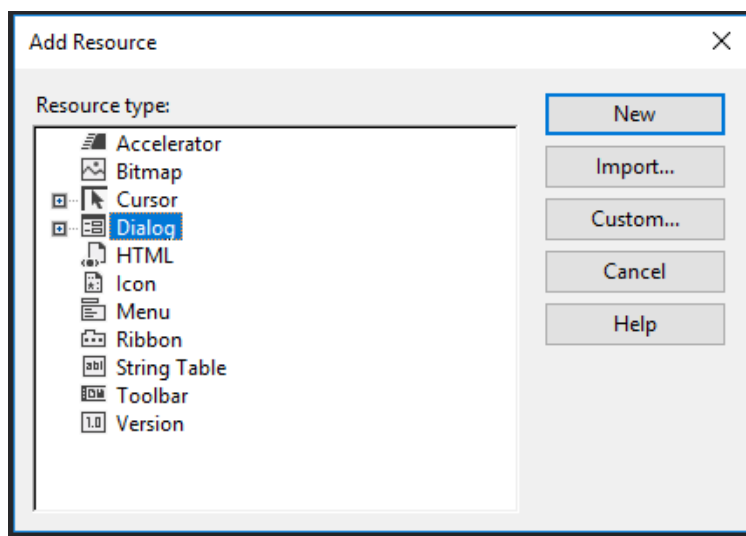 Add Resource
Resource type:
Accelerator
Bitmap
Cursor
Dialog
HTML
Icon
Menu
Ribbon
String Table
Toolbar
Version
New
Import...
Custom...
Cancel
Help